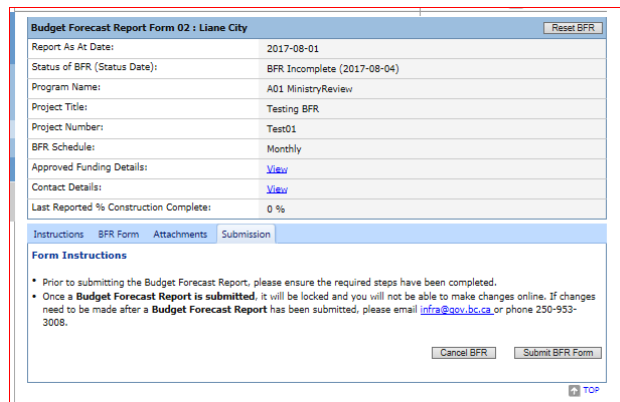 Budget Forecast Report Form 02 : Liane City Reset BFR
Report As At Date: 2017-08-01
Status of BFR (Status Date): BFR Incomplete (2017-08-04)
Program Name: A01 MinistryReview
Project Title: Testing BFR
Project Number: Test01
BFR Schedule: Monthly
Approved Funding Details: View
Contact Details: View
Last Reported % Construction Complete: 0 %
Instructions BFR Form Attachments Submission
Form Instructions
• Prior to submitting the Budget Forecast Report, please ensure the required steps have been completed.
• Once a Budget Forecast Report is submitted, it will be locked and you will not be able to make changes online. If changes
need to be made after a Budget Forecast Report has been submitted, please email infra@gov.bc.ca or phone 250-953-
3008.
Cancel BFR Submit BFR Form
TOP